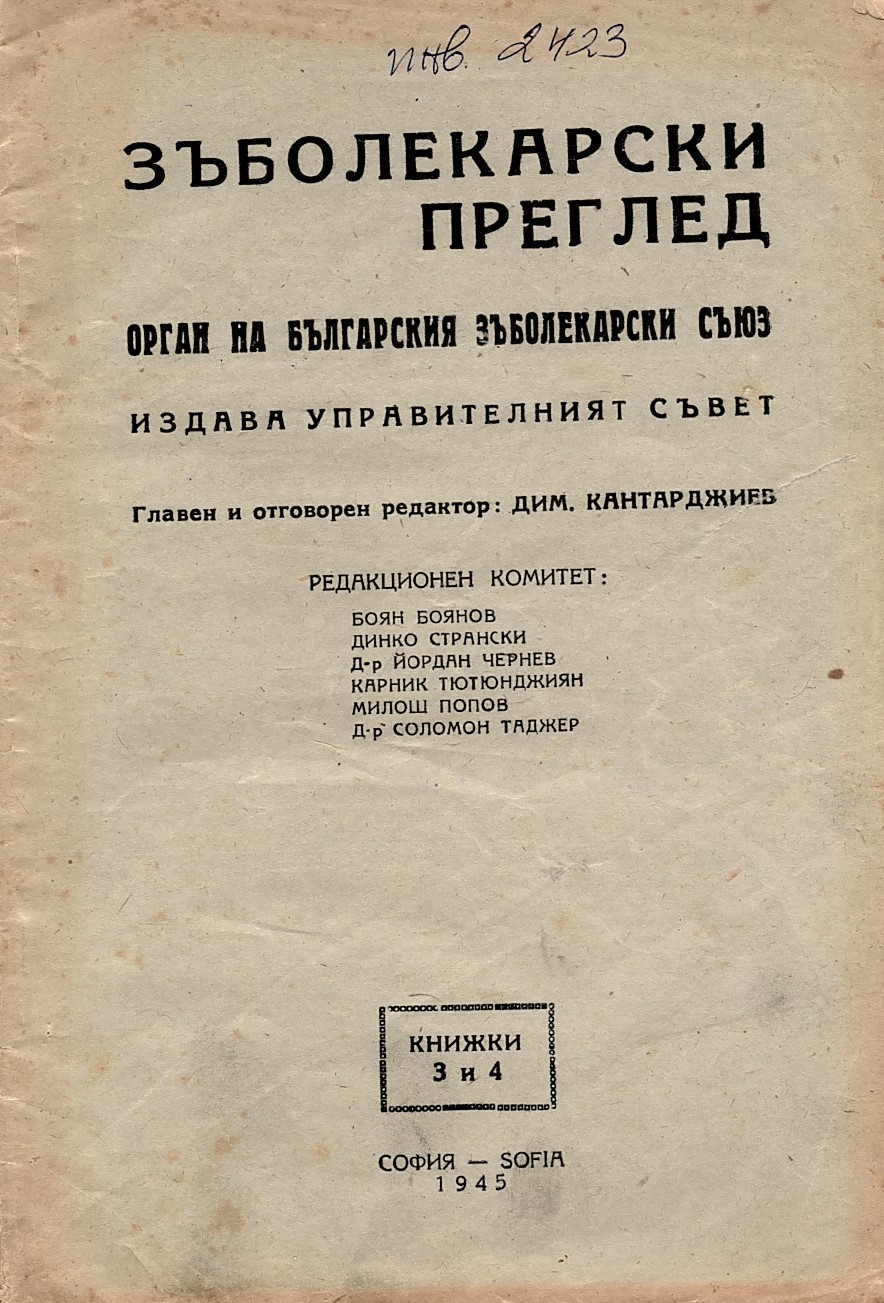 инв. 2423
ЗЪБОЛЕКАРСКИ
ПРЕГЛЕД
ОРГАН НА БЪЛГАРСКИЯ ЗЪБОЛЕКАРСКИ СЪЮЗ
ИЗДАВА УПРАВИТЕЛНИЯТ СЪВЕТ
Главен и отговорен редактор: ДИМ. КАНТАРДЖИЕВ
РЕДАКЦИОНЕН КОМИТЕТ:
БОЯН БОЯНОВ
ДИНКО СТРАНСКИ
Д-р ЙОРДАН ЧЕРНЕВ
КАРНИК ТЮТЮНДЖИЯН
МИЛОШ ПОПОВ
Д-р СОЛОМОН ТАДЖЕР
КНИЖКИ
3 и 4
СОФИЯ — SOFIA
1945